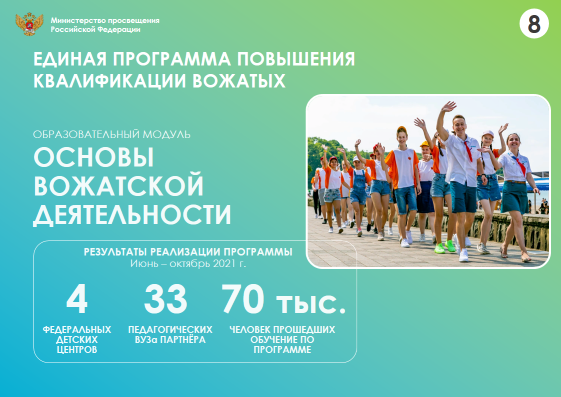 Министерство просвещения
Российской Федерации
8
ЕДИНАЯ ПРОГРАММА ПОВЫШЕНИЯ
КВАЛИФИКАЦИИ ВОЖАТЫХ
ОБРАЗОВАТЕЛЬНЫЙ МОДУЛЬ
ОСНОВЫ
ВОЖАТСКОЙ
ДЕЯТЕЛЬНОСТИ
РЕЗУЛЬТАТЫ РЕАЛИЗАЦИИ ПРОГРАММЫ
Июнь – октябрь 2021 г.
4
ФЕДЕРАЛЬНЫХ
ДЕТСКИХ
ЦЕНТРОВ
33
ПЕДАГОГИЧЕСКИХ
ВУЗа ПАРТНЁРА
70 тыс.
ЧЕЛОВЕК ПРОШЕДШИХ
ОБУЧЕНИЕ ПО
ПРОГРАММЕ